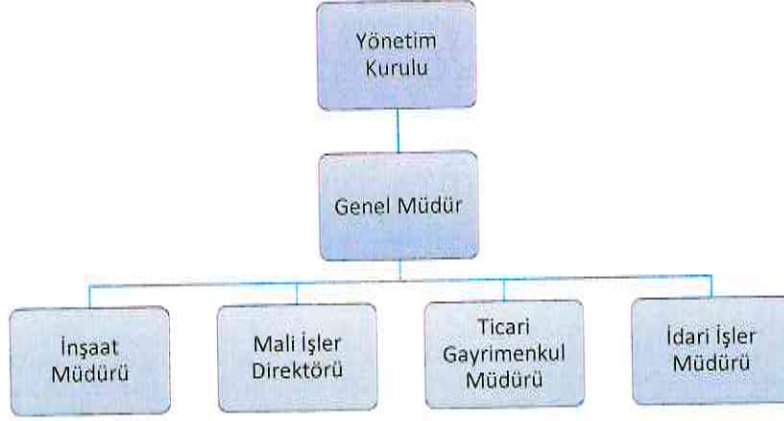 Yönetim
Kurulu
Genel Müdür
İnşaat
Müdürü
Mali İşler
Direktörü
Ticari
Gayrimenkul
Müdürü
İdari İşler
Müdürü